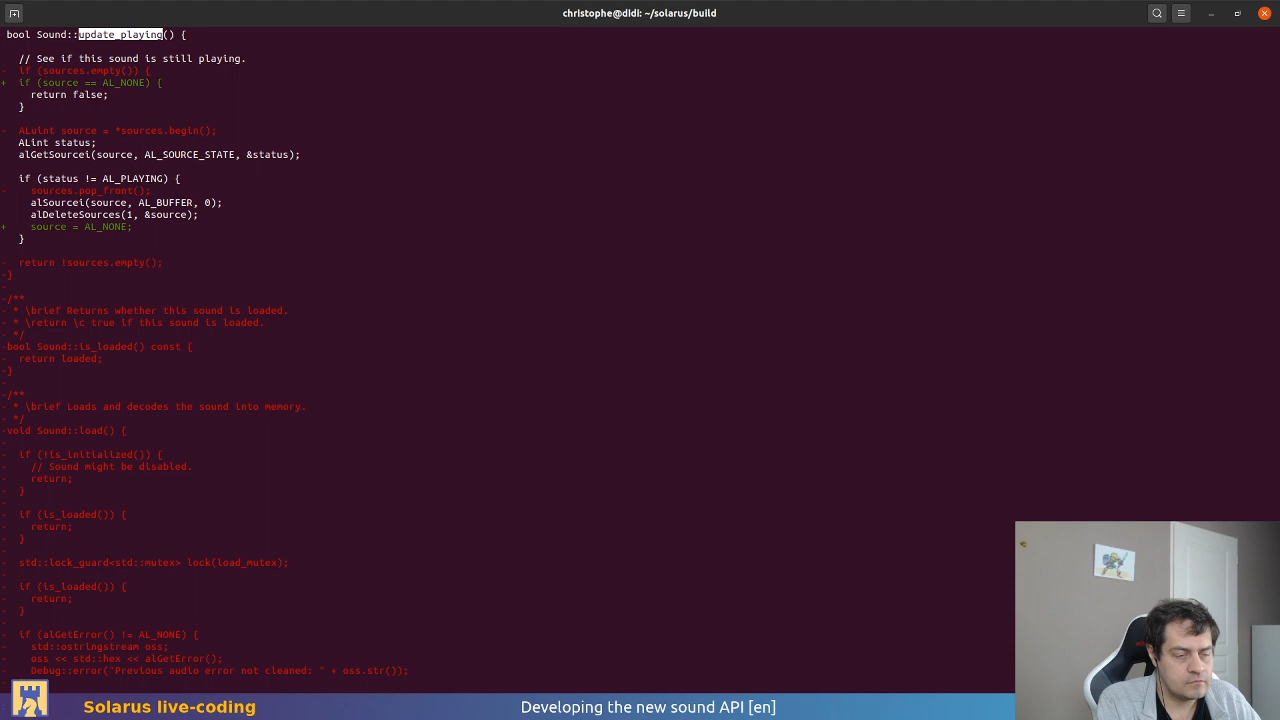 christophe@didi: ~/solarus/build
bool Sound::update_playing() {
// See if this sound is still playing.
- if (sources.empty()) {
+ if (source == AL_NONE) {
return false;
}
- ALuint source = *sources.begin();
ALint status;
alGetSourcei(source, AL_SOURCE_STATE, &status);
if (status != AL_PLAYING) {
- sources.pop_front();
alSourcei(source, AL_BUFFER, 0);
alDeleteSources(1, &source);
+ source = AL_NONE;
}
- return !sources.empty();
-}
-
-/**
- * \brief Returns whether this sound is loaded.
- * \return \c true if this sound is loaded.
- */
-bool Sound::is_loaded() const {
- return loaded;
-}
-
-/**
- * \brief Loads and decodes the sound into memory.
- */
-void Sound::load() {
-
- if (!is_initialized()) {
- // Sound might be disabled.
- return;
- }
-
- if (is_loaded()) {
- return;
- }
-
- std::lock_guard<std::mutex> lock(load_mutex);
-
- if (is_loaded()) {
- return;
- }
-
- if (alGetError() != AL_NONE) {
- std::ostringstream oss;
- oss << std::hex << alGetError();
- Debug::error("Previous audio error not cleaned: " + oss.str());
Solarus live-coding
Developing the new sound API [en]